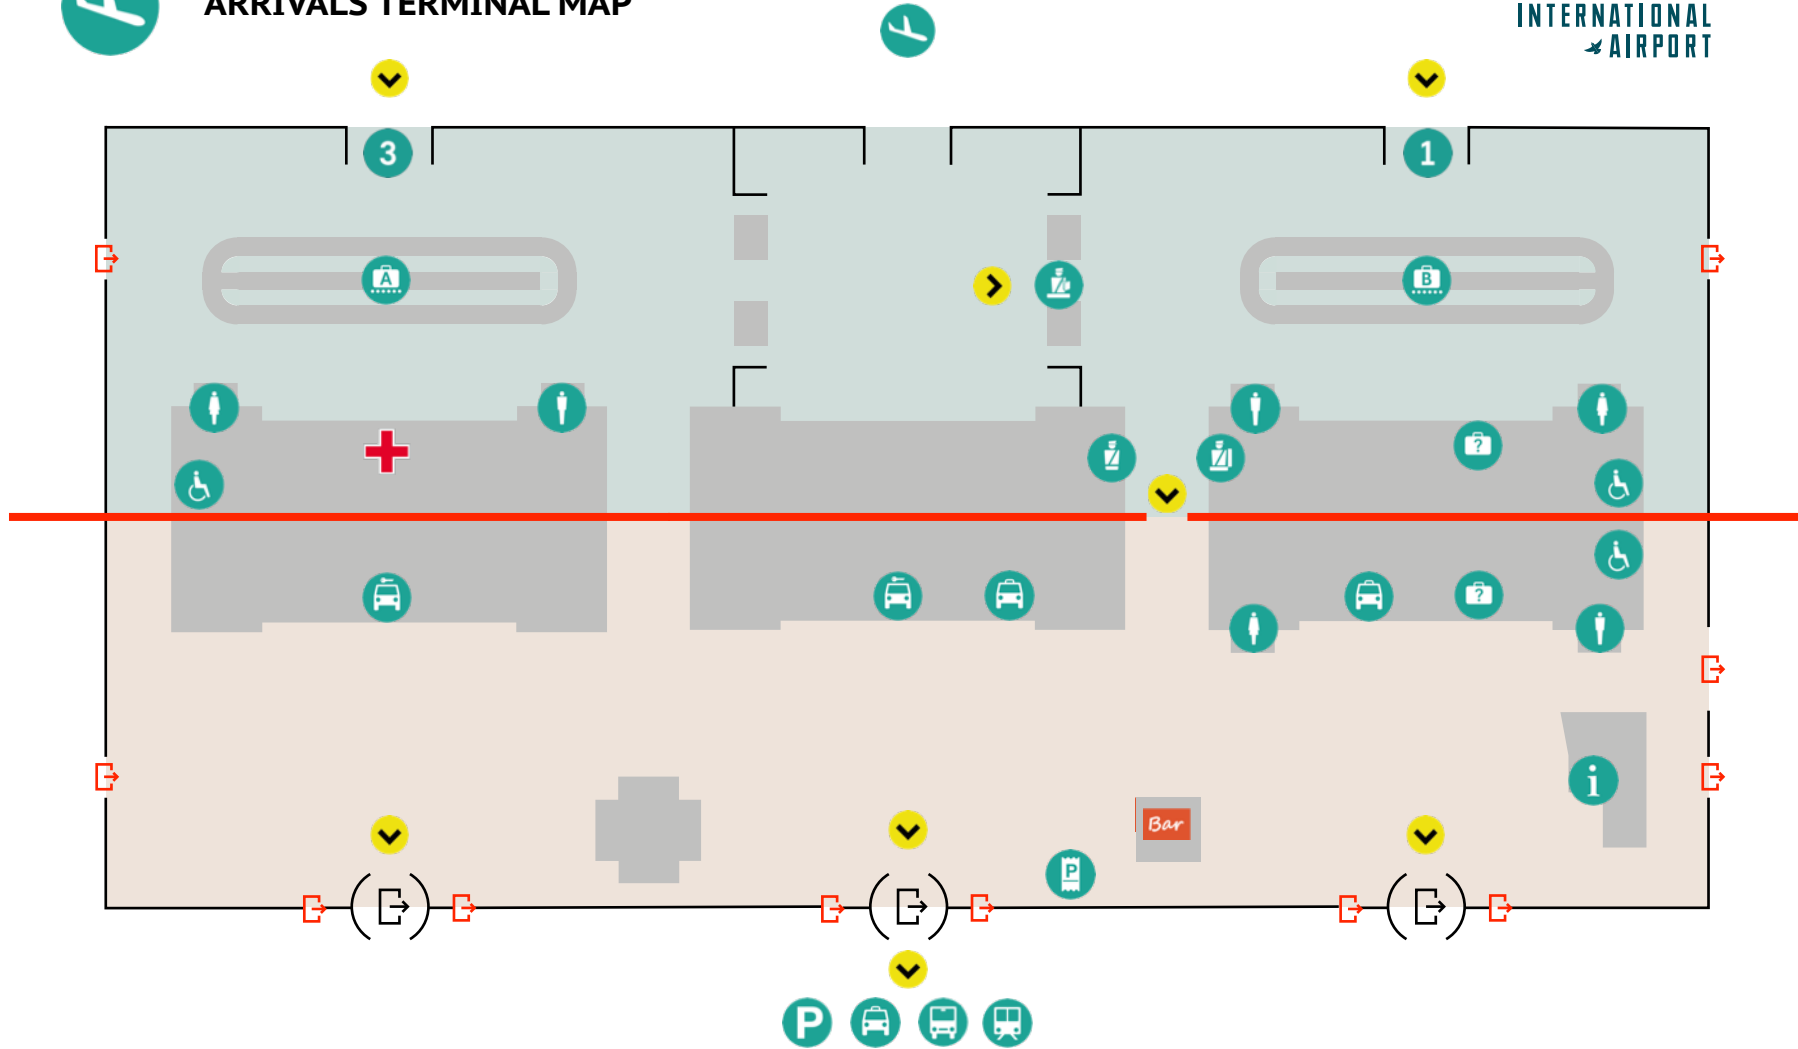 ARRIVALS TERMINAL MAP
INTERNATIONAL
AIRPORT
3
1
A
B
?
?
i
Bar
P
P